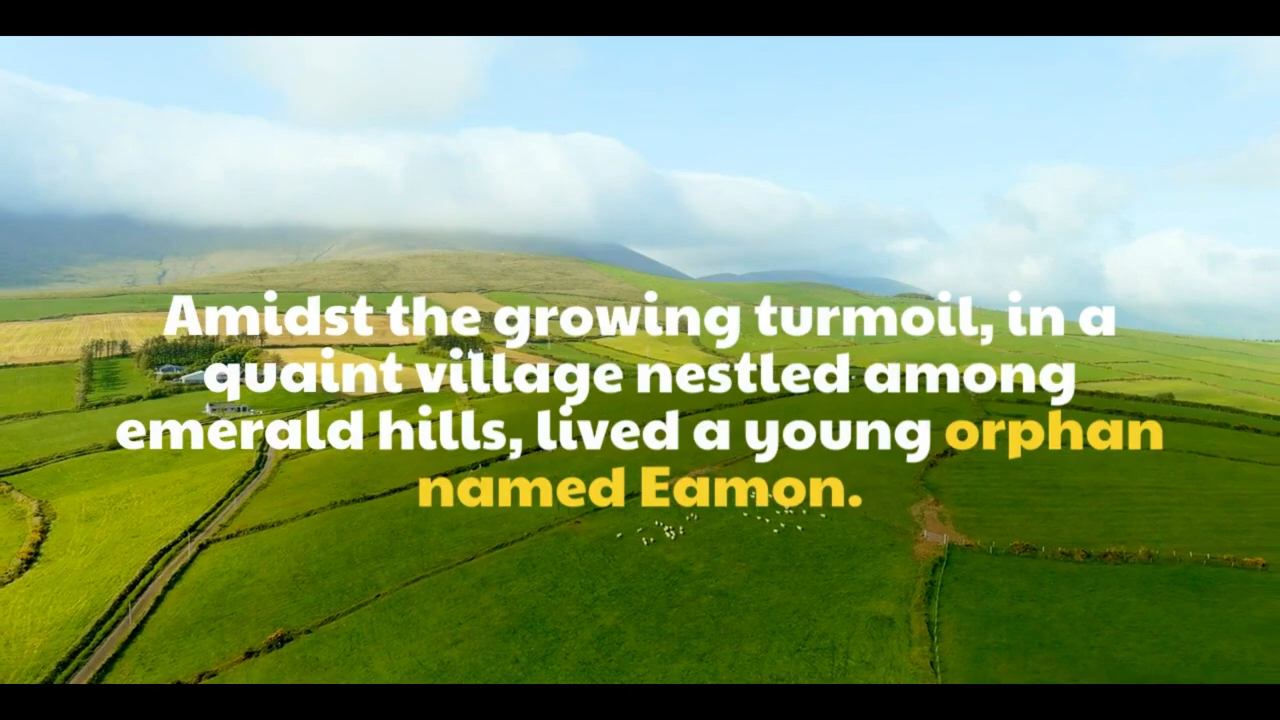 Amidst the growing turmoil, in a
quaint village nestled among
emerald hills, lived a young orphan
named Eamon.